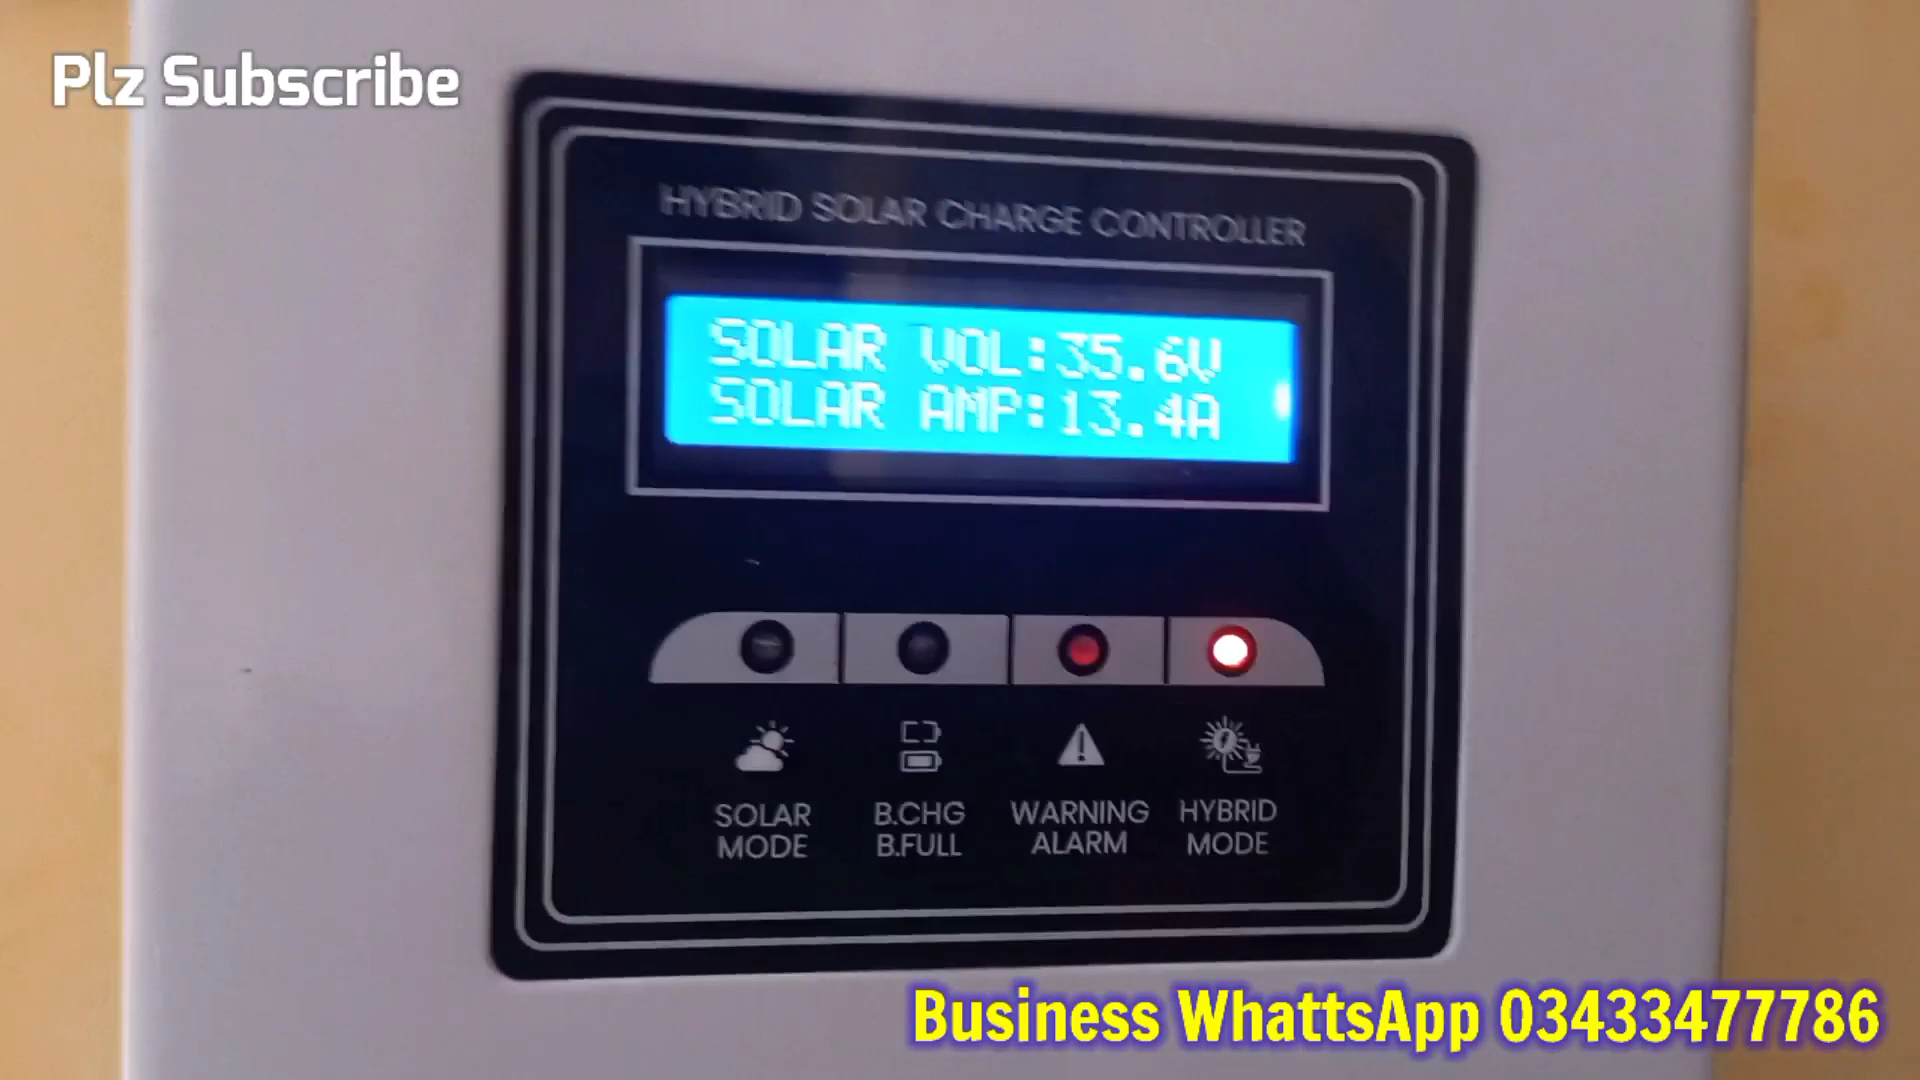 Plz Subscribe
HYBRID SOLAR CHARGE CONTROLLER
SOLAR VOL:35.6V
SOLAR AMP:13.4A
SOLAR MODE
B.CHG B.FULL
WARNING ALARM
HYBRID MODE
Business WhattsApp 03433477786